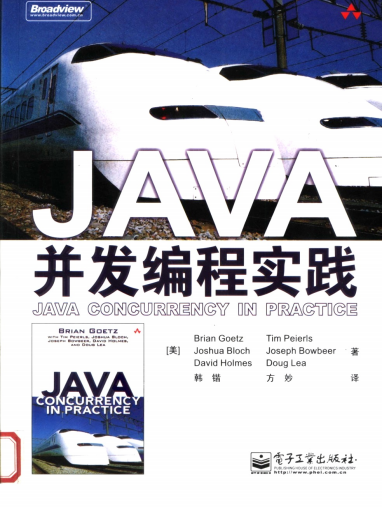 Broadview
www.broadview.com.cn
JAVA
并发编程实践
JAVA CONCURRENCY IN PRACTICE
[美]
Brian Goetz Tim Peierls
Joshua Bloch Joseph Bowbeer 著
David Holmes Doug Lea
韩锴 方妙 译
BRIAN GOETZ
WITH TIM PEIERLS, JOSHUA BLOCH,
JOSEPH BOWBEER, DAVID HOLMES,
AND DOUG LEA
JAVA
CONCURRENCY
IN PRACTICE
电子工业出版社
PUBLISHING HOUSE OF ELECTRONICS INDUSTRY
http://www.phei.com.cn